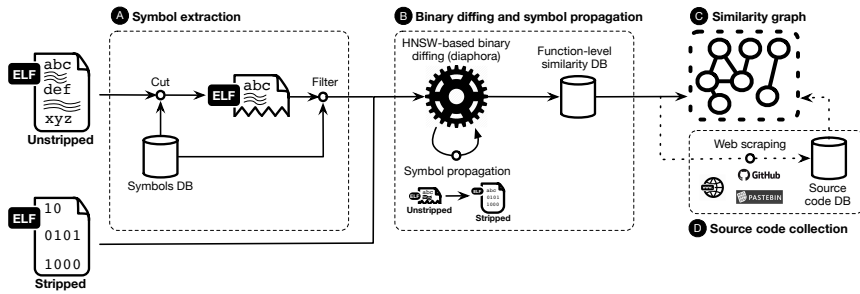 A Symbol extraction
B Binary diffing and symbol propagation
C Similarity graph
ELF
abc
def
xyz
Unstripped
Cut
ELF
abc
Filter
Symbols DB
HNSW-based binary
diffing (diaphora)
Function-level
similarity DB
Symbol propagation
ELF
abc
Unstripped
ELF
abc
0101
1000
Stripped
Web scraping
GitHub
PASTEBIN
Source
code DB
D Source code collection
ELF
10
0101
1000
Stripped